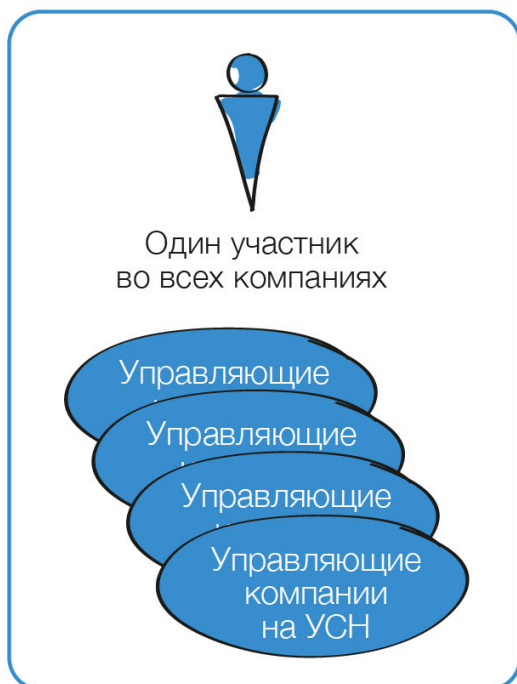 Один участник
во всех компаниях
Управляющие
Управляющие
Управляющие
Управляющие
компании
на УСН